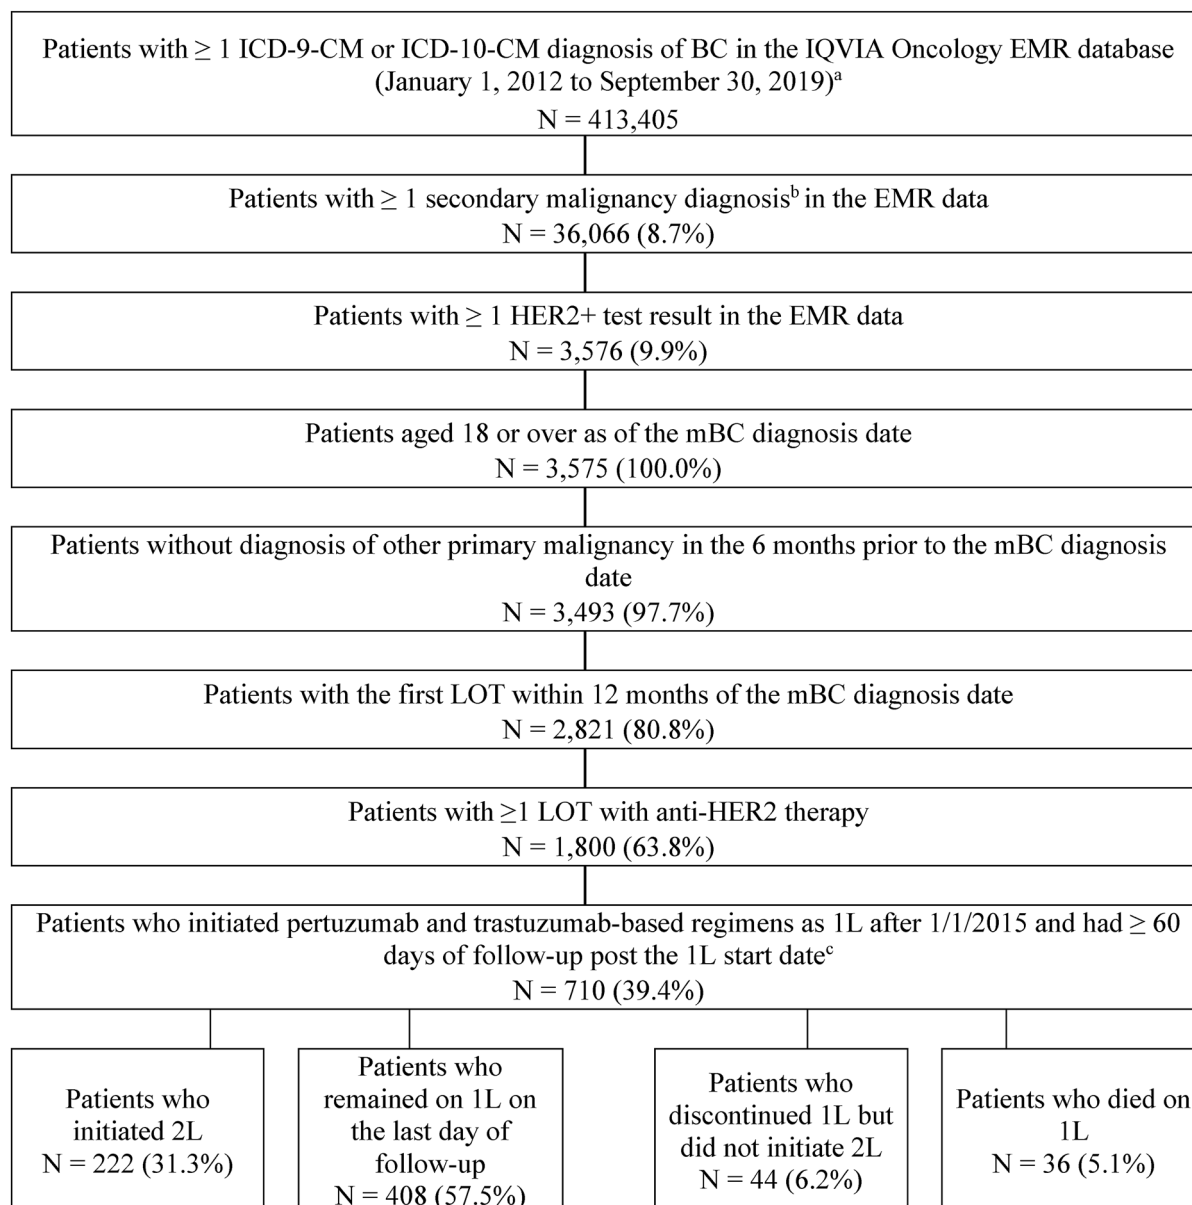 Patients with ≥ 1 ICD-9-CM or ICD-10-CM diagnosis of BC in the IQVIA Oncology EMR database
(January 1, 2012 to September 30, 2019)ᵃ
N = 413,405
Patients with ≥ 1 secondary malignancy diagnosisᵇ in the EMR data
N = 36,066 (8.7%)
Patients with ≥ 1 HER2+ test result in the EMR data
N = 3,576 (9.9%)
Patients aged 18 or over as of the mBC diagnosis date
N = 3,575 (100.0%)
Patients without diagnosis of other primary malignancy in the 6 months prior to the mBC diagnosis
date
N = 3,493 (97.7%)
Patients with the first LOT within 12 months of the mBC diagnosis date
N = 2,821 (80.8%)
Patients with ≥1 LOT with anti-HER2 therapy
N = 1,800 (63.8%)
Patients who initiated pertuzumab and trastuzumab-based regimens as 1L after 1/1/2015 and had ≥ 60
days of follow-up post the 1L start dateᶜ
N = 710 (39.4%)
Patients who
initiated 2L
N = 222 (31.3%)
Patients who
remained on 1L on
the last day of
follow-up
N = 408 (57.5%)
Patients who
discontinued 1L but
did not initiate 2L
N = 44 (6.2%)
Patients who died on
1L
N = 36 (5.1%)